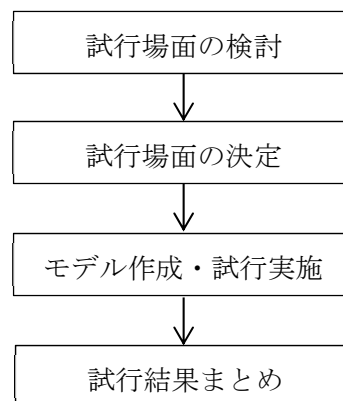 試行場面の検討
試行場面の決定
モデル作成・試行実施
試行結果まとめ